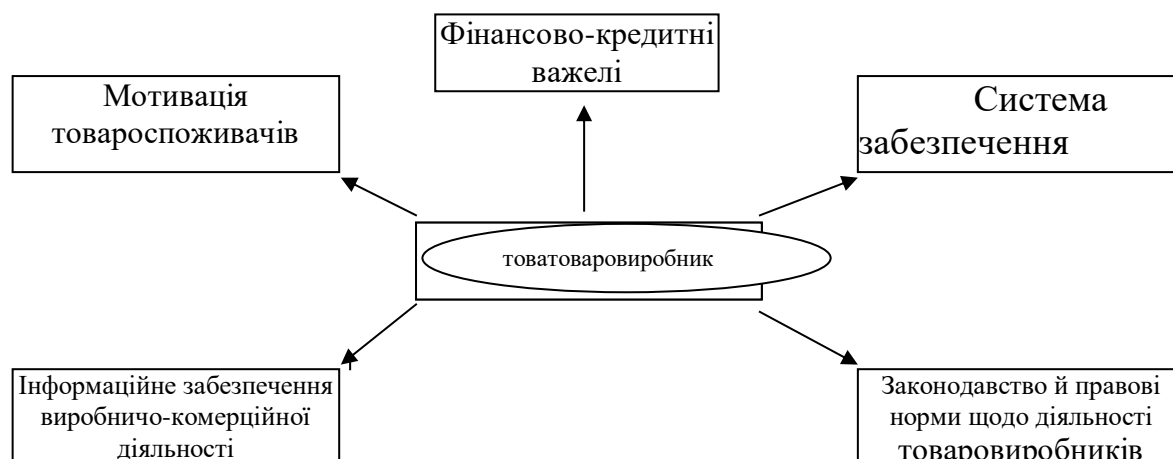 Фінансово-кредитні
важелі
Мотивація
товароспоживачів
Система
забезпечення
товатоваровиробник
Інформаційне забезпечення
виробничо-комерційної
діяльності
Законодавство й правові
норми щодо діяльності
товаровиробників